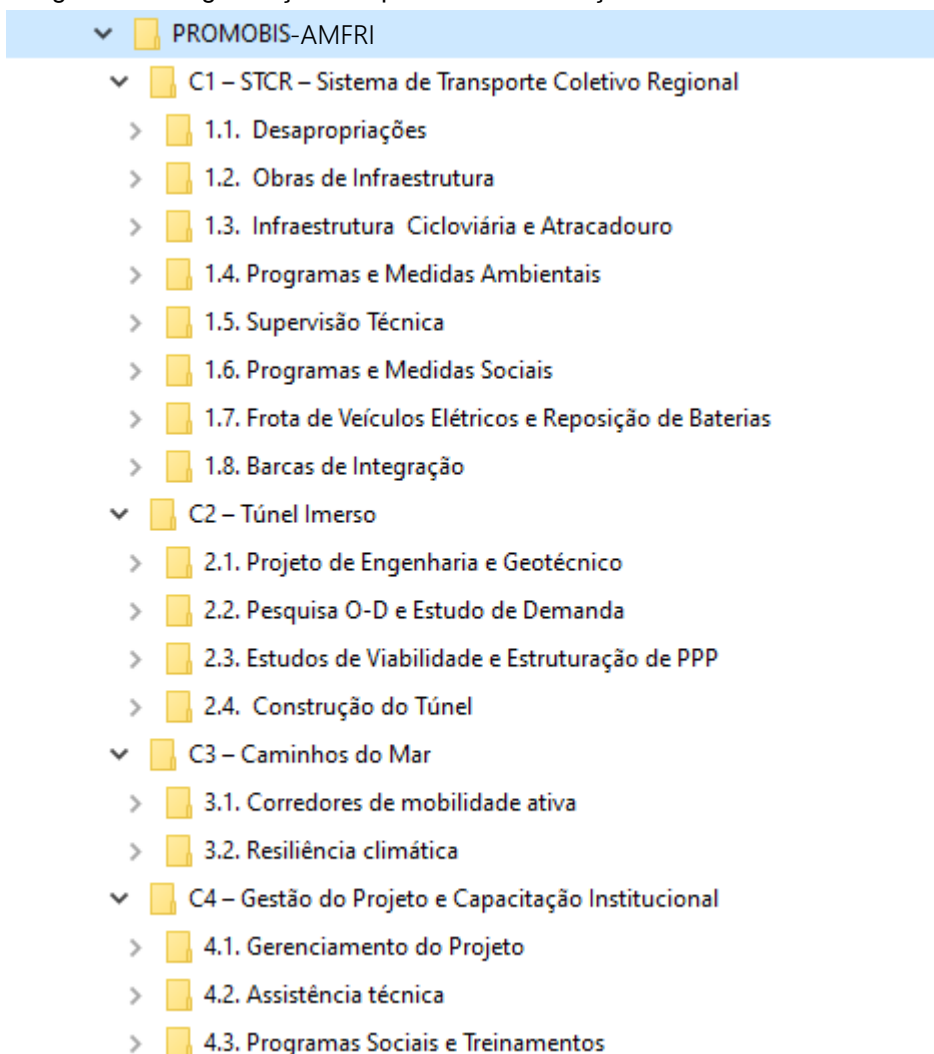 PROMOBIS-AMFRI
C1 – STCR – Sistema de Transporte Coletivo Regional
1.1. Desapropriações
1.2. Obras de Infraestrutura
1.3. Infraestrutura Cicloviária e Atracadouro
1.4. Programas e Medidas Ambientais
1.5. Supervisão Técnica
1.6. Programas e Medidas Sociais
1.7. Frota de Veículos Elétricos e Reposição de Baterias
1.8. Barcas de Integração
C2 – Túnel Imerso
2.1. Projeto de Engenharia e Geotécnico
2.2. Pesquisa O-D e Estudo de Demanda
2.3. Estudos de Viabilidade e Estruturação de PPP
2.4. Construção do Túnel
C3 – Caminhos do Mar
3.1. Corredores de mobilidade ativa
3.2. Resiliência climática
C4 – Gestão do Projeto e Capacitação Institucional
4.1. Gerenciamento do Projeto
4.2. Assistência técnica
4.3. Programas Sociais e Treinamentos